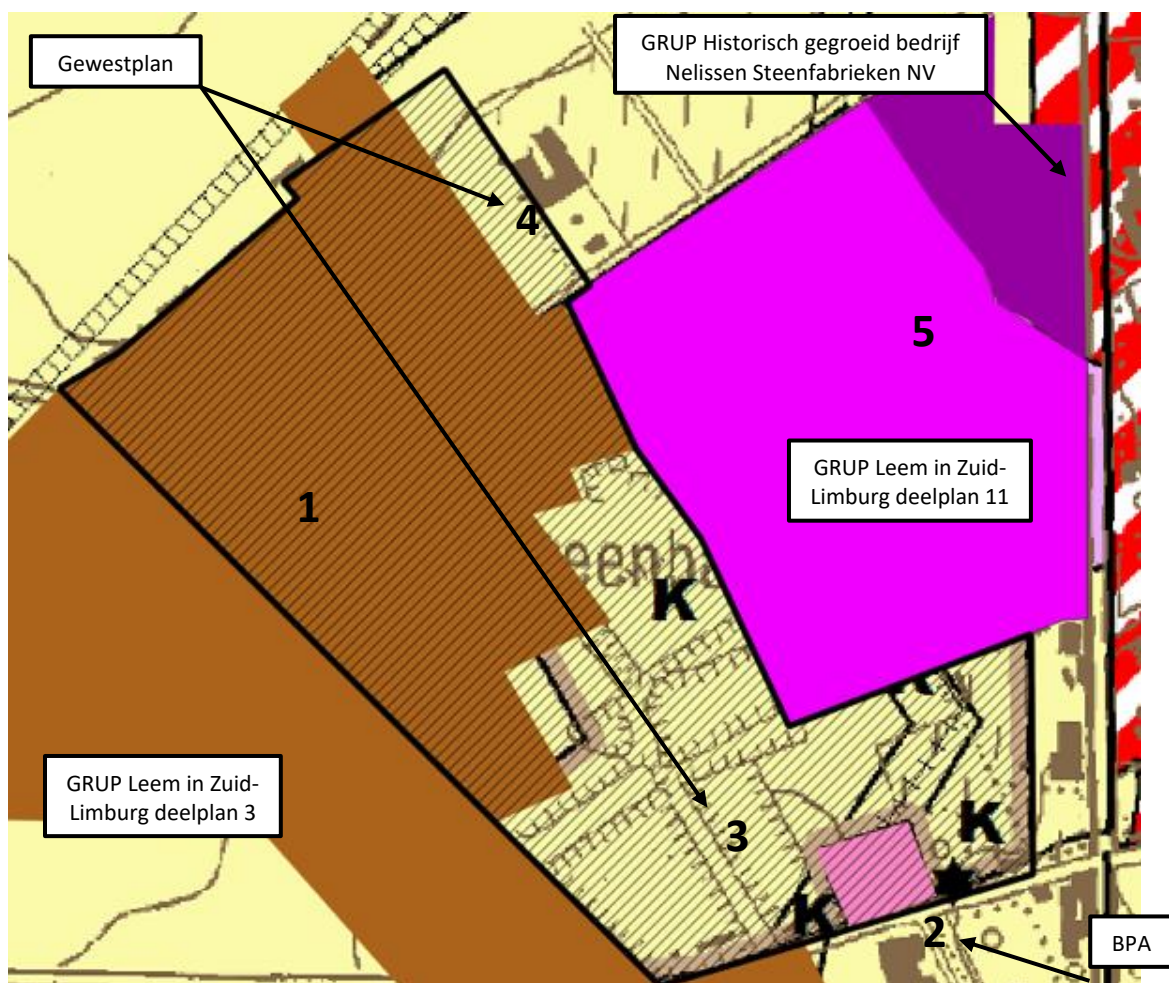 Gewestplan
GRUP Historisch gegroeid bedrijf
Nelissen Steenfabrieken NV
4
5
1
GRUP Leem in Zuid-
Limburg deelplan 11
eenb
K
GRUP Leem in Zuid-
Limburg deelplan 3
3
K
K
2
BPA